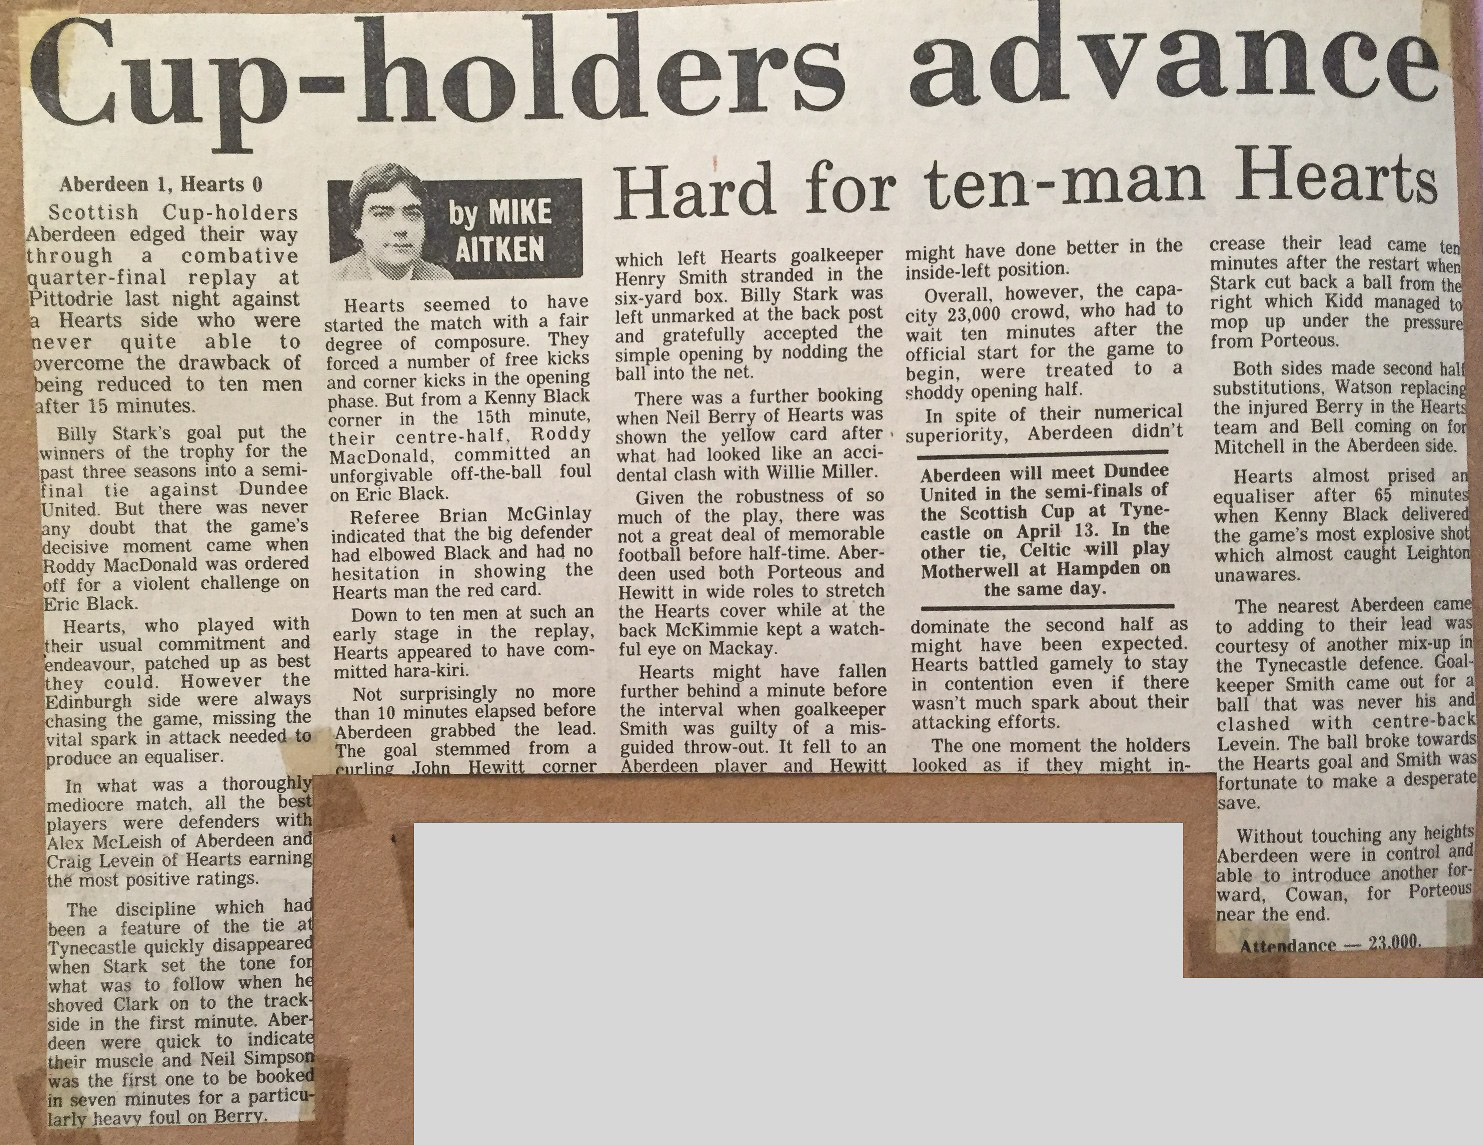 Cup-holders advance
Hard for ten-man Hearts
Aberdeen 1, Hearts 0
Scottish Cup-holders
Aberdeen edged their way
through a combative
quarter-final replay at
Pittodrie last night against
a Hearts side who were
never quite able to
overcome the drawback of
being reduced to ten men
after 15 minutes.
Billy Stark's goal put the
winners of the trophy for the
past three seasons into a semi-
final tie against Dundee
United. But there was never
any doubt that the game's
decisive moment came when
Roddy MacDonald was ordered
off for a violent challenge on
Eric Black.
Hearts, who played with
their usual commitment and
endeavour, patched up as best
they could. However the
Edinburgh side were always
chasing the game, missing the
vital spark in attack needed to
produce an equaliser.
In what was a thoroughly
mediocre match, all the best
players were defenders with
Alex McLeish of Aberdeen and
Craig Levein of Hearts earning
the most positive ratings.
The discipline which had
been a feature of the tie at
Tynecastle quickly disappeared
when Stark set the tone for
what was to follow when he
shoved Clark on to the track-
side in the first minute. Aber-
deen were quick to indicate
their muscle and Neil Simpson
was the first one to be booked
in seven minutes for a particu-
larly heavy foul on Berry.
by MIKE
AITKEN
Hearts seemed to have
started the match with a fair
degree of composure. They
forced a number of free kicks
and corner kicks in the opening
phase. But from a Kenny Black
corner in the 15th minute,
their centre-half, Roddy
MacDonald, committed an
unforgivable off-the-ball foul
on Eric Black.
Referee Brian McGinlay
indicated that the big defender
had elbowed Black and had no
hesitation in showing the
Hearts man the red card.
Down to ten men at such an
early stage in the replay,
Hearts appeared to have com-
mitted hara-kiri.
Not surprisingly no more
than 10 minutes elapsed before
Aberdeen grabbed the lead.
The goal stemmed from a
curling John Hewitt corner
which left Hearts goalkeeper
Henry Smith stranded in the
six-yard box. Billy Stark was
left unmarked at the back post
and gratefully accepted the
simple opening by nodding the
ball into the net.
There was a further booking
when Neil Berry of Hearts was
shown the yellow card after
what had looked like an acci-
dental clash with Willie Miller.
Given the robustness of so
much of the play, there was
not a great deal of memorable
football before half-time. Aber-
deen used both Porteous and
Hewitt in wide roles to stretch
the Hearts cover while at the
back McKimmie kept a watch-
ful eye on Mackay.
Hearts might have fallen
further behind a minute before
the interval when goalkeeper
Smith was guilty of a mis-
guided throw-out. It fell to an
Aberdeen player and Hewitt
might have done better in the
inside-left position.
Overall, however, the capa-
city 23,000 crowd, who had to
wait ten minutes after the
official start for the game to
begin, were treated to a
shoddy opening half.
In spite of their numerical
superiority, Aberdeen didn't
Aberdeen will meet Dundee
United in the semi-finals of
the Scottish Cup at Tyne-
castle on April 13. In the
other tie, Celtic will play
Motherwell at Hampden on
the same day.
dominate the second half as
might have been expected.
Hearts battled gamely to stay
in contention even if there
wasn't much spark about their
attacking efforts.
The one moment the holders
looked as if they might in-
crease their lead came ten
minutes after the restart when
Stark cut back a ball from the
right which Kidd managed to
mop up under the pressure
from Porteous.
Both sides made second half
substitutions, Watson replacing
the injured Berry in the Hearts
team and Bell coming on for
Mitchell in the Aberdeen side.
Hearts almost prised an
equaliser after 65 minutes
when Kenny Black delivered
the game's most explosive shot
which almost caught Leighton
unawares.
The nearest Aberdeen came
to adding to their lead was
courtesy of another mix-up in
the Tynecastle defence. Goal-
keeper Smith came out for a
ball that was never his and
clashed with centre-back
Levein. The ball broke towards
the Hearts goal and Smith was
fortunate to make a desperate
save.
Without touching any heights
Aberdeen were in control and
able to introduce another for-
ward, Cowan, for Porteous
near the end.
Attendance — 23,000.